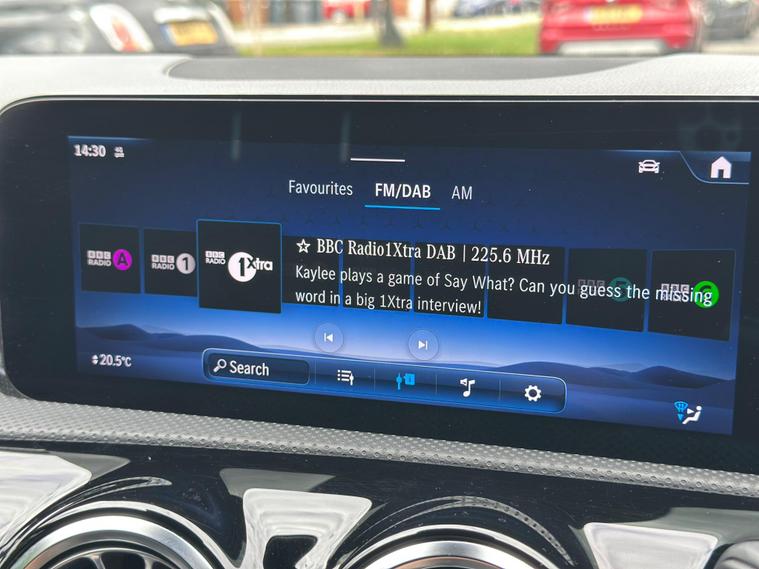 14:30 4G
Favourites FM/DAB AM
BBC RADIO A
BBC RADIO 1
BBC RADIO 1Xtra
☆ BBC Radio1Xtra DAB | 225.6 MHz
Kaylee plays a game of Say What? Can you guess the missing
word in a big 1Xtra interview!
20.5°C
Search